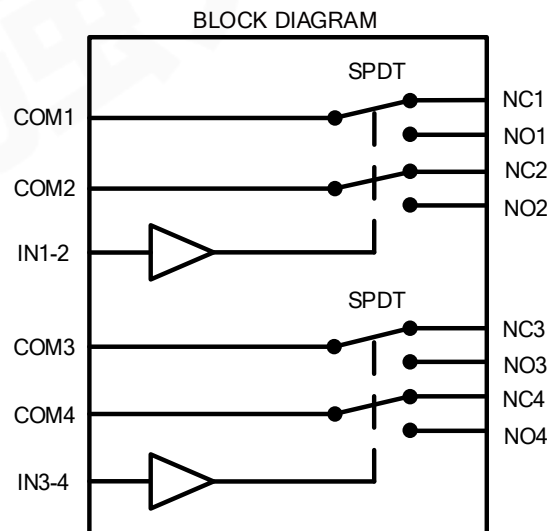 BLOCK DIAGRAM
SPDT
COM1
NC1
NO1
COM2
NC2
NO2
IN1-2
SPDT
COM3
NC3
NO3
COM4
NC4
NO4
IN3-4